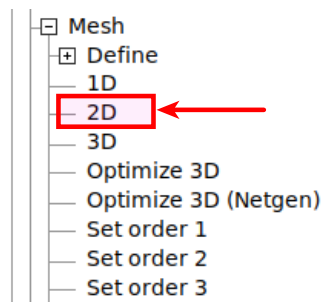 Mesh
Define
1D
2D
3D
Optimize 3D
Optimize 3D (Netgen)
Set order 1
Set order 2
Set order 3